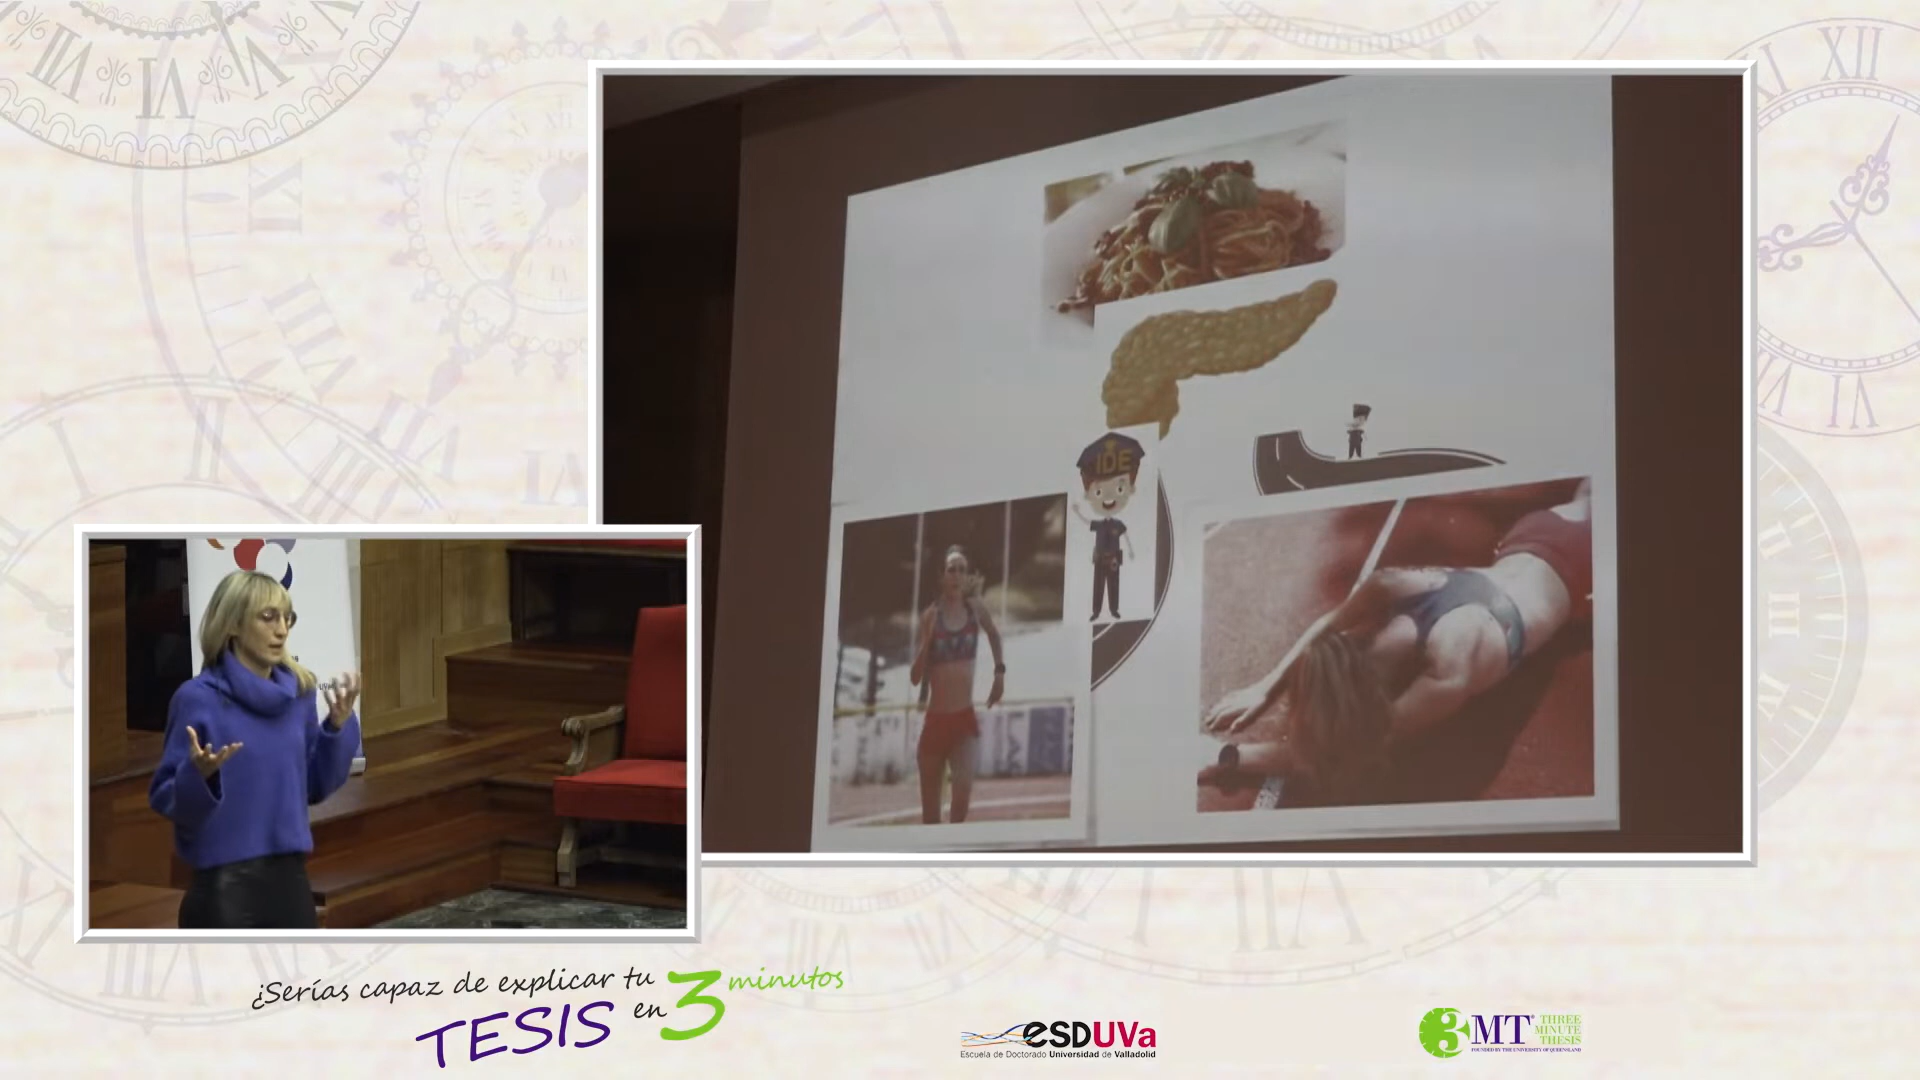 IDE
¿Serías capaz de explicar tu
TESIS en 3 minutos
esDUVa
Escuela de Doctorado Universidad de Valladolid
3MT® THREE
MINUTE
THESIS
FOUNDED BY THE UNIVERSITY OF QUEENSLAND